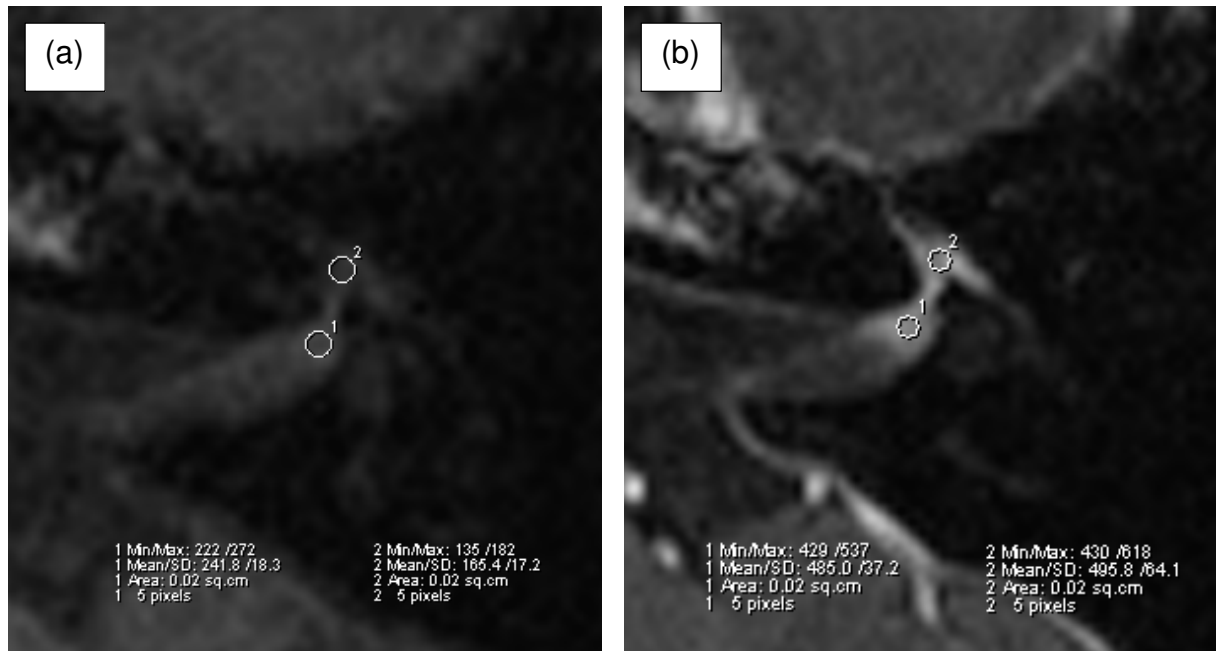 (a)
2
1
1 Min/Max: 222 /272
1 Mean/SD: 241.8 /18.3
1 Area: 0.02 sq.cm
1 5 pixels
2 Min/Max: 135 /182
2 Mean/SD: 165.4 /17.2
2 Area: 0.02 sq.cm
2 5 pixels
(b)
2
1
1 Min/Max: 429 /537
1 Mean/SD: 485.0 /37.2
1 Area: 0.02 sq.cm
1 5 pixels
2 Min/Max: 430 /618
2 Mean/SD: 495.8 /64.1
2 Area: 0.02 sq.cm
2 5 pixels